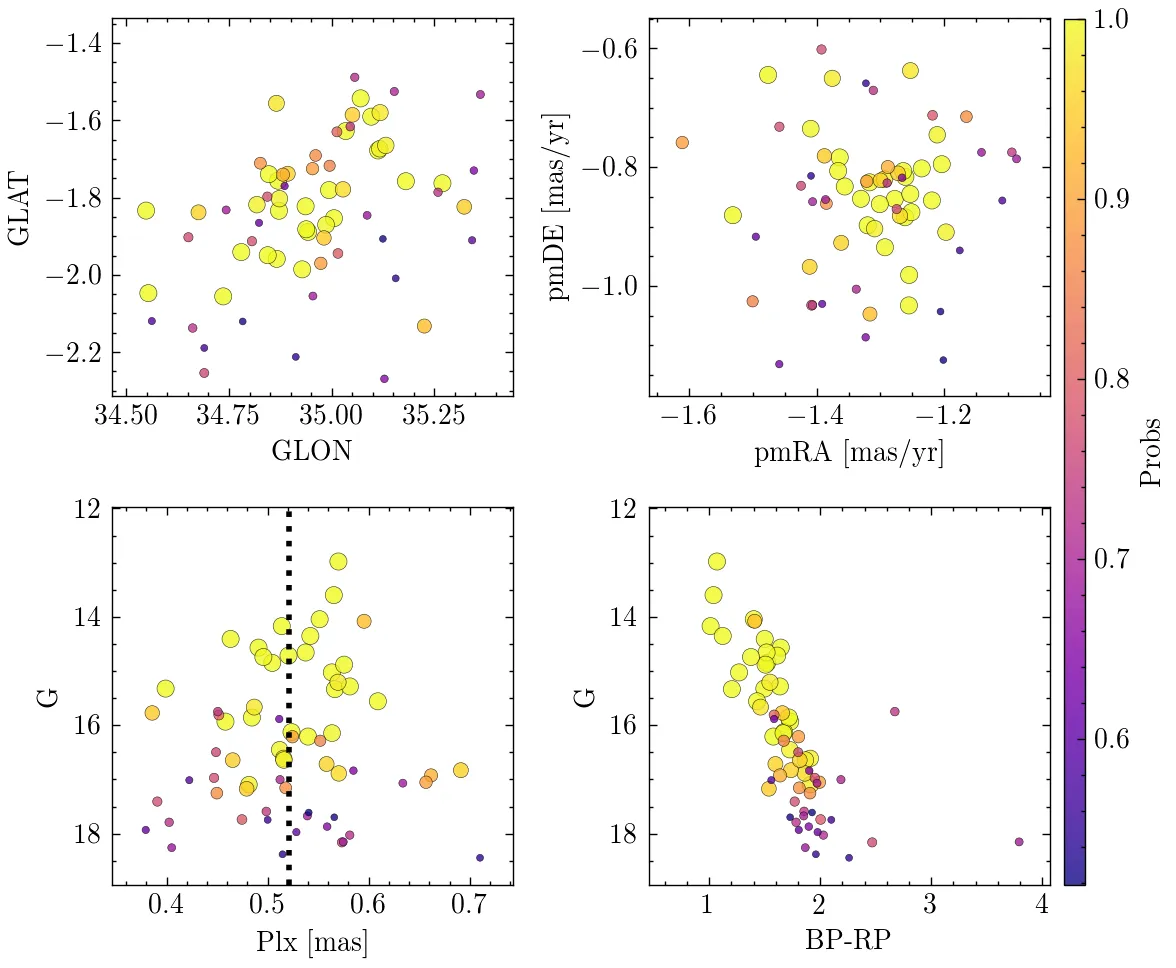 −1.4
−1.6
−1.8
−2.0
−2.2
GLAT
34.50 34.75 35.00 35.25
GLON
−0.6
−0.8
−1.0
pmDE [mas/yr]
−1.6 −1.4 −1.2
pmRA [mas/yr]
12
14
16
18
G
0.4 0.5 0.6 0.7
Plx [mas]
12
14
16
18
G
1 2 3 4
BP-RP
1.0
0.9
0.8
0.7
0.6
Probs